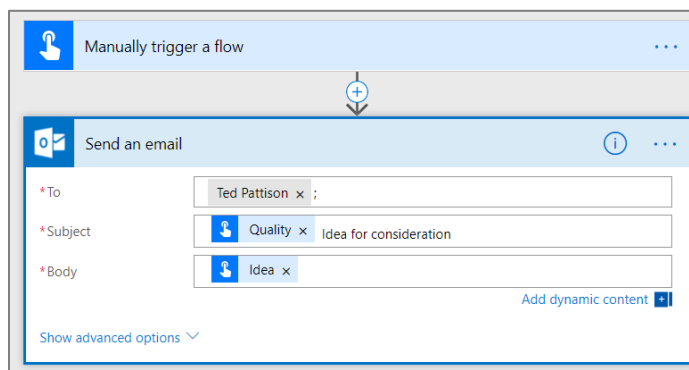 Manually trigger a flow
Send an email
*To Ted Pattison × ;
*Subject Quality × Idea for consideration
*Body Idea ×
Add dynamic content
Show advanced options